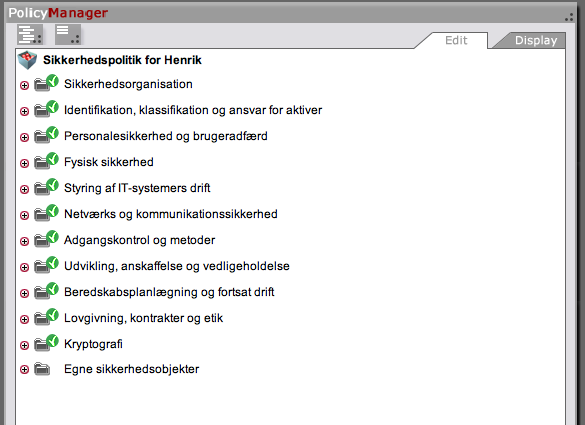 PolicyManager
Edit
Display
Sikkerhedspolitik for Henrik
Sikkerhedsorganisation
Identifikation, klassifikation og ansvar for aktiver
Personalesikkerhed og brugeradfærd
Fysisk sikkerhed
Styring af IT-systemers drift
Netværks og kommunikationssikkerhed
Adgangskontrol og metoder
Udvikling, anskaffelse og vedligeholdelse
Beredskabsplanlægning og fortsat drift
Lovgivning, kontrakter og etik
Kryptografi
Egne sikkerhedsobjekter